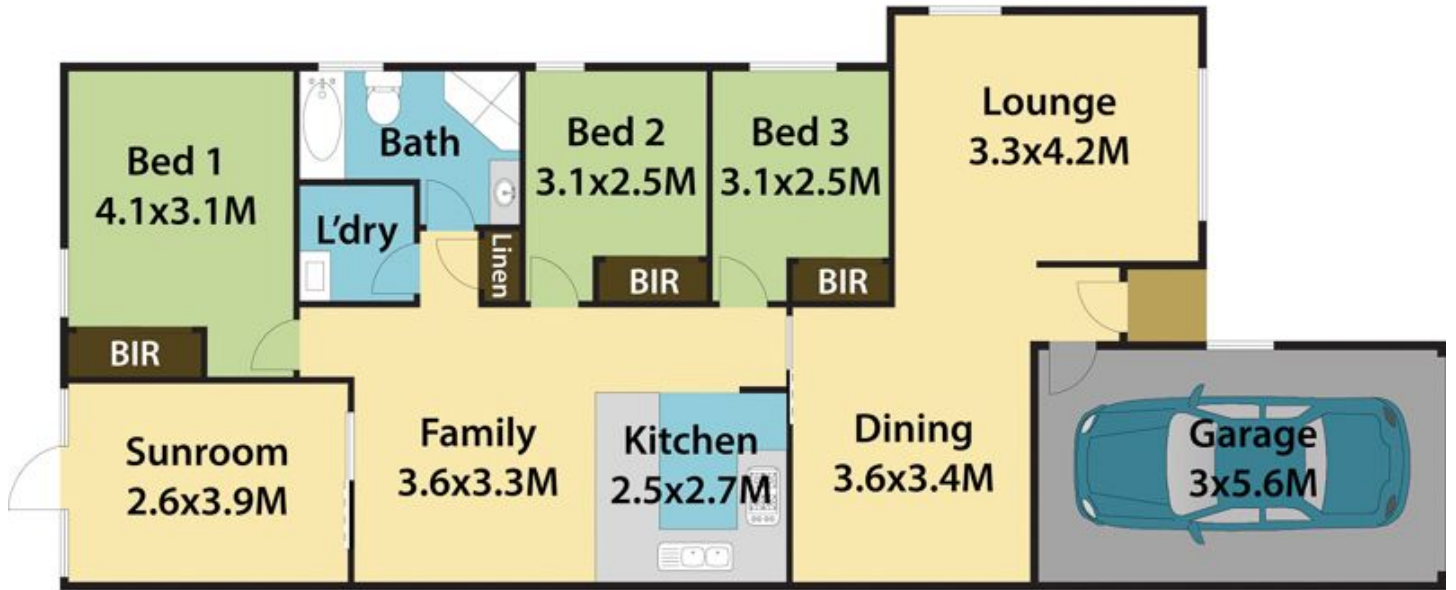 Bed 1
4.1x3.1M
BIR
Bath
L'dry
Linen
Bed 2
3.1x2.5M
BIR
Bed 3
3.1x2.5M
BIR
Lounge
3.3x4.2M
Sunroom
2.6x3.9M
Family
3.6x3.3M
Kitchen
2.5x2.7M
Dining
3.6x3.4M
Garage
3x5.6M